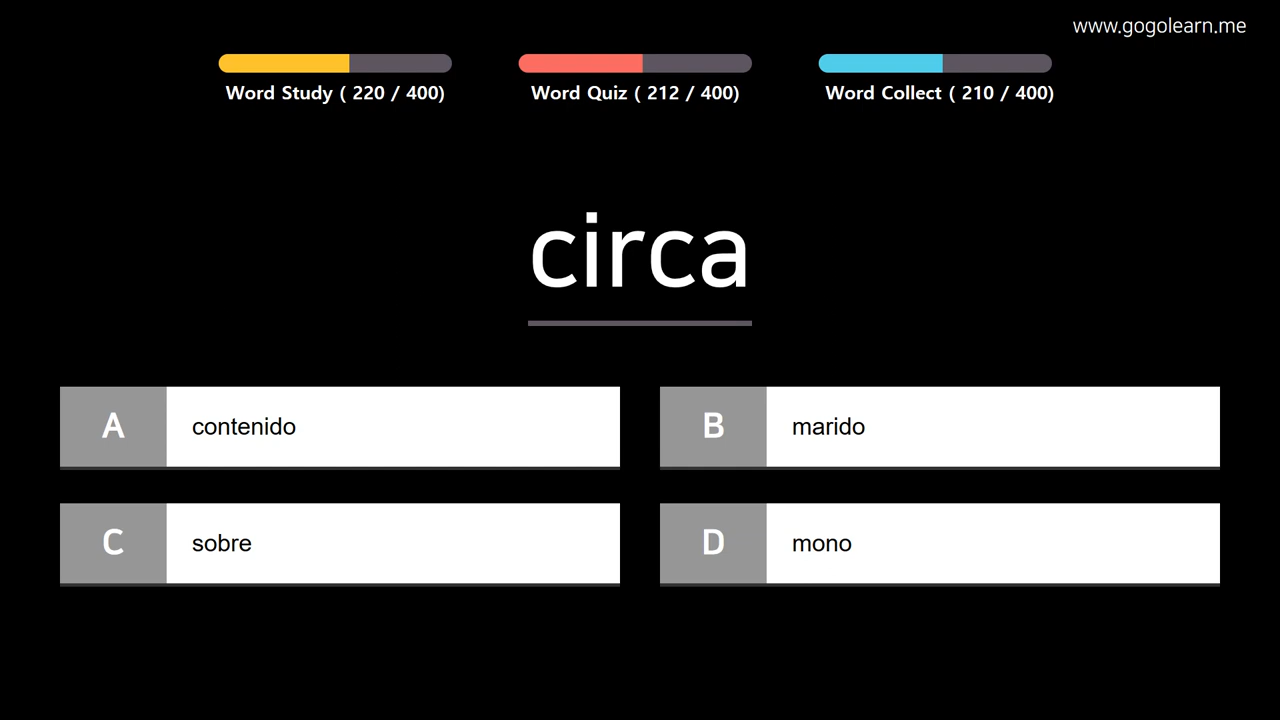 www.gogolearn.me
Word Study ( 220 / 400)
Word Quiz ( 212 / 400)
Word Collect ( 210 / 400)
circa
A contenido
B marido
C sobre
D mono